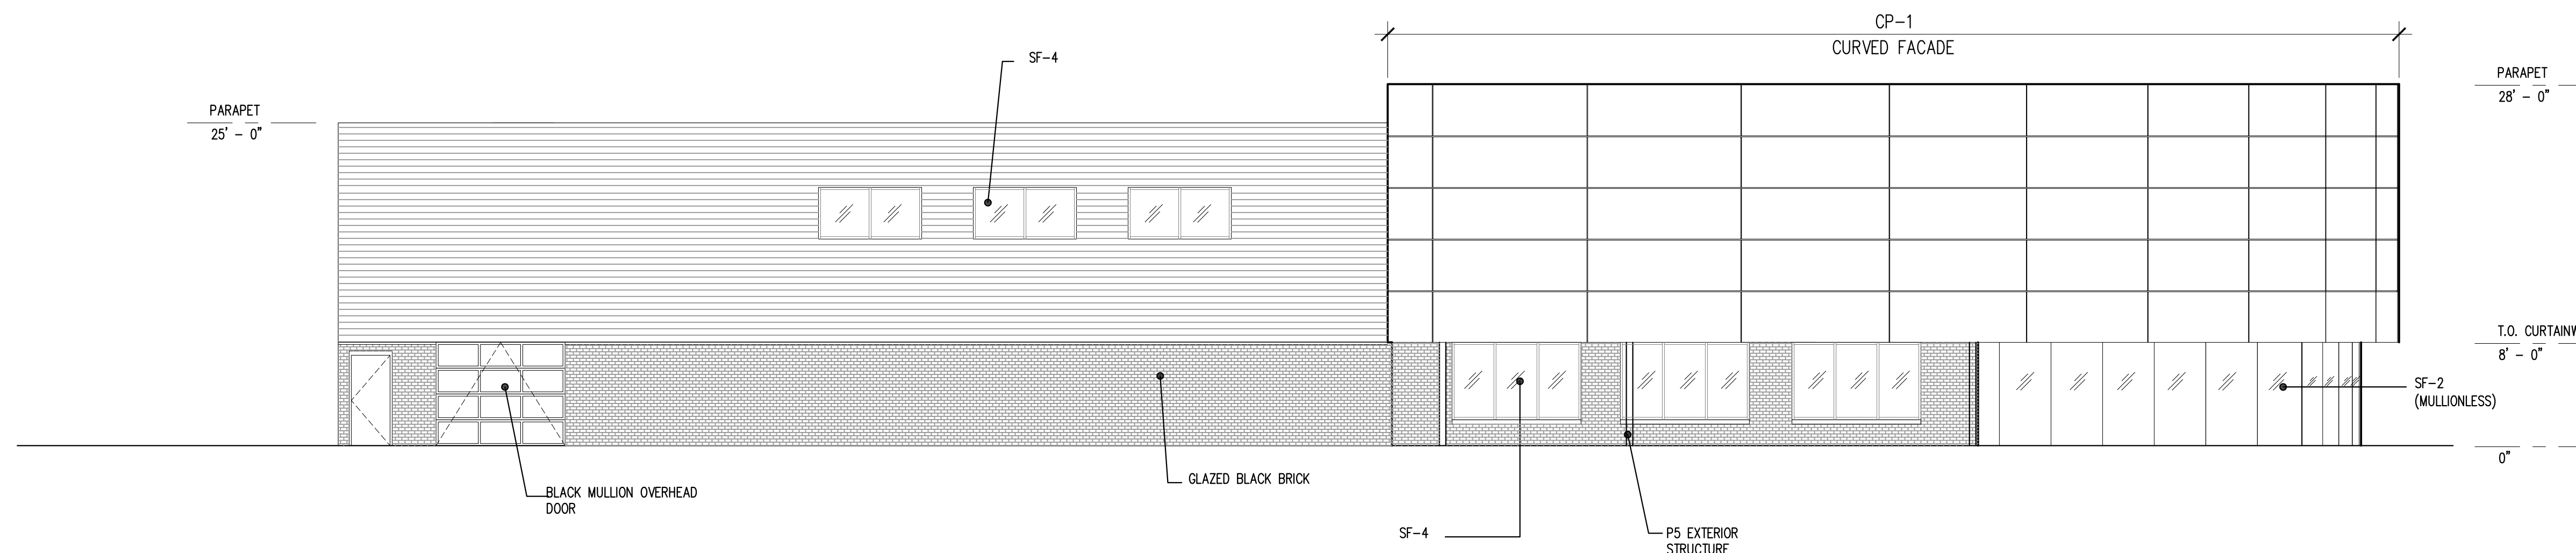 CP-1
CURVED FACADE
SF-4
PARAPET
25' - 0"
PARAPET
28' - 0"
T.O.
8' - 0"
SF-2
(MULLIONLESS)
0"
GLAZED BLACK BRICK
BLACK MULLION OVERHEAD
DOOR
SF-4
P5 EXTERIOR
STRUCTURE